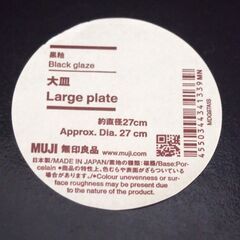 黒釉
Black glaze
大皿
Large plate
約直径27cm
Approx. Dia. 27 cm
MUJI 無印良品
www.muji.com
日本製/MADE IN JAPAN/素地の種類:磁器/Base:Por-
celain ●商品の特性上、色むらや表面がざらついている
場合があります。/●Colour unevenness or sur-
face roughness may be present due
to the nature of the product.
4550344341339MN